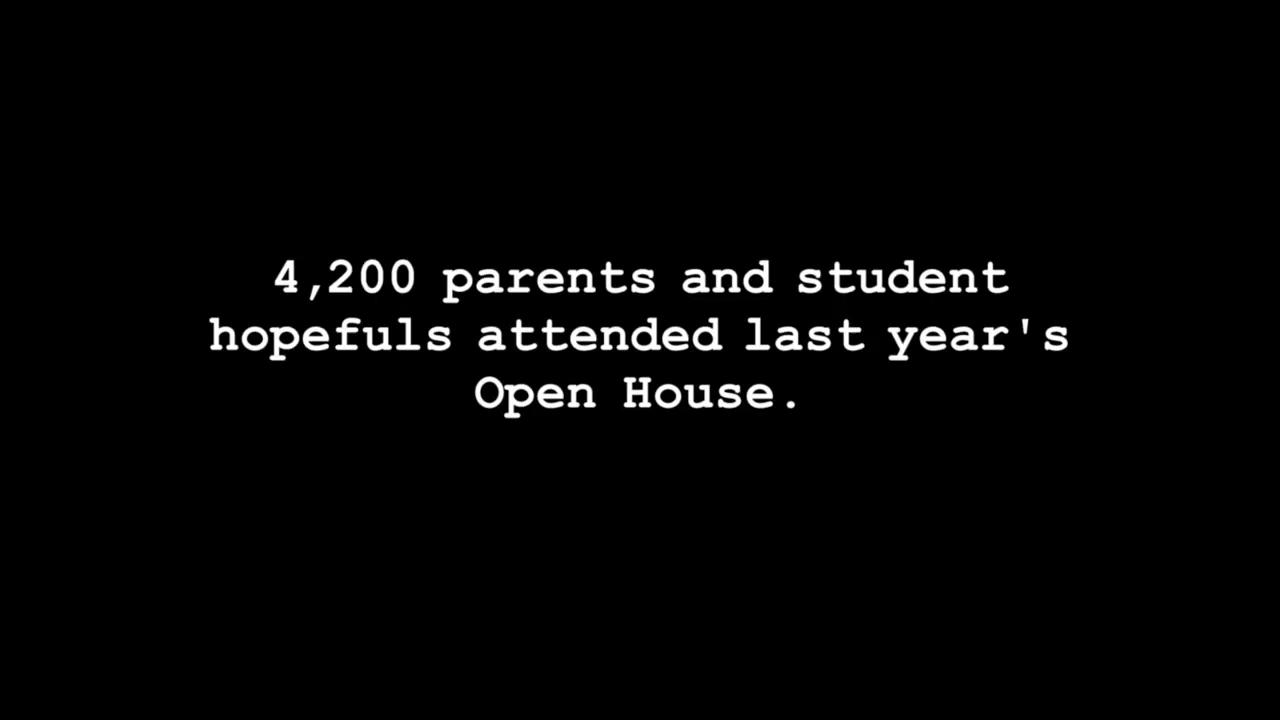 4,200 parents and student
hopefuls attended last year's
Open House.